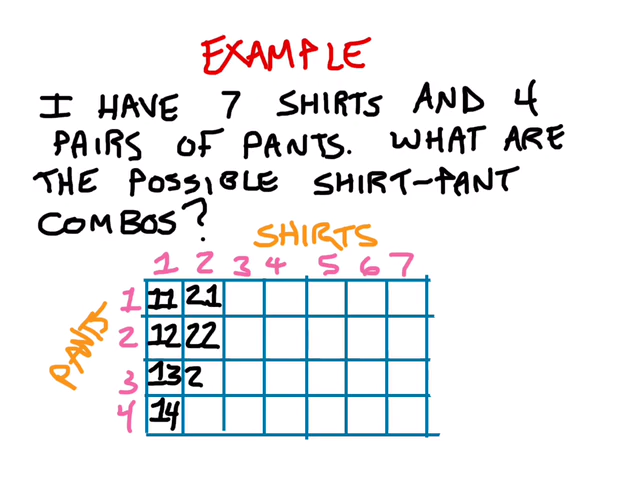 EXAMPLE
I HAVE 7 SHIRTS AND 4
PAIRS OF PANTS. WHAT ARE
THE POSSIBLE SHIRT-PANT
COMBOS?
SHIRTS
1 2 3 4 5 6 7
PANTS
1 11 21
2 12 22
3 13 2
4 14